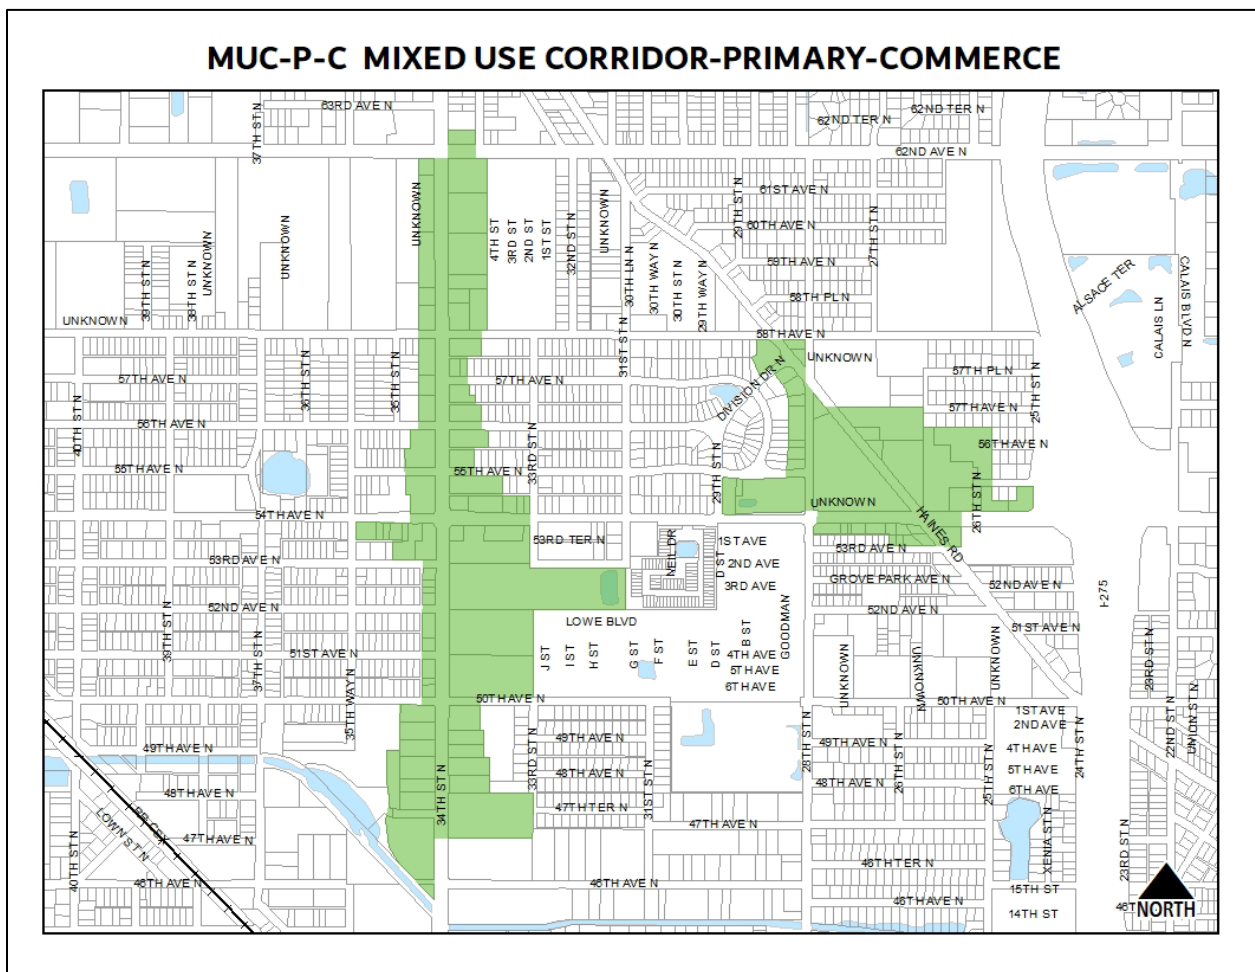 MUC-P-C  MIXED USE CORRIDOR-PRIMARY-COMMERCE
63RD AVE N
62ND TER N
62ND TER N
37TH ST N
62ND AVE N
61ST AVE N
60TH AVE N
59TH AVE N
58TH PL N
29TH ST N
27TH ST N
UNKNOWN
UNKNOWN
UNKNOWN
UNKNOWN
4TH ST
3RD ST
2ND ST
1ST ST
32ND ST N
30TH LN N
30TH WAY N
30TH ST N
29TH WAY N
39TH ST N
38TH ST N
UNKNOWN
ALSACE TER
CALAIS LN
CALAIS BLVD N
58TH AVE N
31ST ST N
UNKNOWN
57TH AVE N
57TH AVE N
57TH PL N
57TH AVE N
25TH ST N
36TH ST N
35TH ST N
DIVISION DR N
40TH ST N
56TH AVE N
56TH AVE N
55TH AVE N
55TH AVE N
33RD ST N
29TH ST N
UNKNOWN
26TH ST N
54TH AVE N
HAINES RD
53RD AVE N
53RD TER N
NEIL DR
D ST
1ST AVE
2ND AVE
3RD AVE
53RD AVE N
GROVE PARK AVE N
52ND AVE N
52ND AVE N
52ND AVE N
I-275
LOWE BLVD
51ST AVE N
51ST AVE N
39TH ST N
37TH ST N
J ST
I ST
H ST
G ST
F ST
E ST
D ST
B ST
GOODMAN
4TH AVE
5TH AVE
6TH AVE
UNKNOWN
UNKNOWN
UNKNOWN
23RD ST N
50TH AVE N
50TH AVE N
35TH WAY N
1ST AVE
2ND AVE
4TH AVE
5TH AVE
6TH AVE
24TH ST N
22ND ST N
UNION ST N
49TH AVE N
49TH AVE N
49TH AVE N
48TH AVE N
48TH AVE N
48TH AVE N
33RD ST N
31ST ST N
28TH ST N
26TH ST N
25TH ST N
34TH ST N
47TH TER N
47TH AVE N
47TH AVE N
RR-CSX
LOWN ST N
40TH ST N
XENIA ST N
23RD ST N
46TH TER N
46TH AVE N
46TH AVE N
46TH AVE N
15TH ST
14TH ST
NORTH